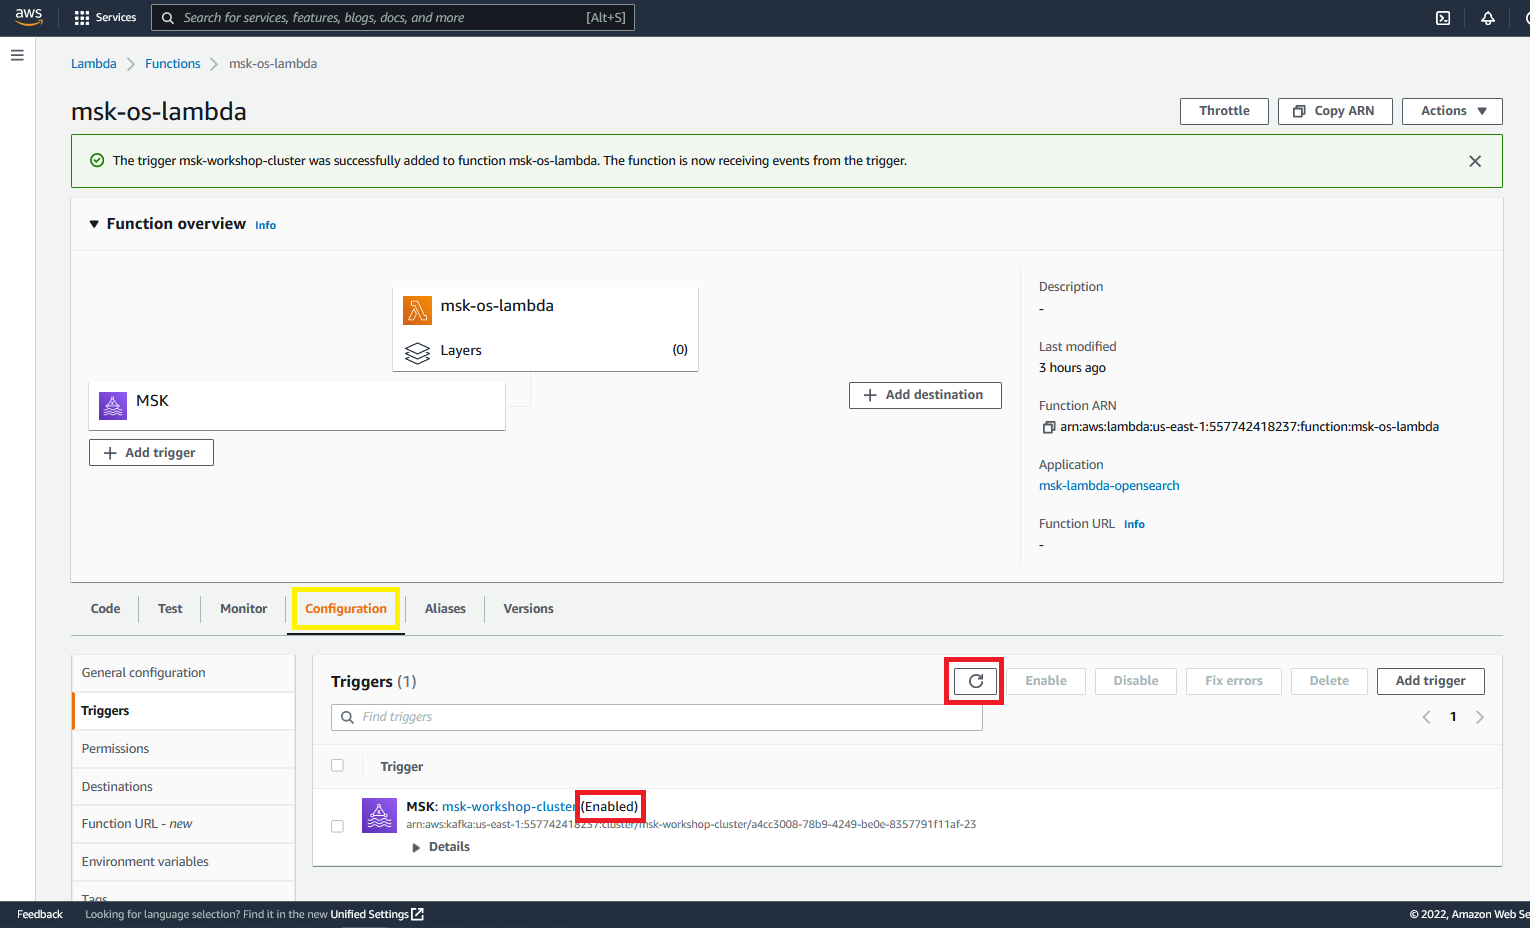 aws Services Search for services, features, blogs, docs, and more [Alt+S]
Lambda Functions msk-os-lambda
msk-os-lambda Throttle Copy ARN Actions
The trigger msk-workshop-cluster was successfully added to function msk-os-lambda. The function is now receiving events from the trigger.
Function overview Info
msk-os-lambda
Layers (0)
MSK
Add trigger
Add destination
Description
-
Last modified
3 hours ago
Function ARN
arn:aws:lambda:us-east-1:557742418237:function:msk-os-lambda
Application
msk-lambda-opensearch
Function URL Info
-
Code Test Monitor Configuration Aliases Versions
General configuration
Triggers
Permissions
Destinations
Function URL - new
Environment variables
Tags
Triggers (1) Enable Disable Fix errors Delete Add trigger
Find triggers 1
Trigger
MSK: msk-workshop-cluster (Enabled)
arn:aws:kafka:us-east-1:557742418237:cluster/msk-workshop-cluster/a4cc3008-78b9-4249-be0e-8357791f11af-23
Details
Feedback Looking for language selection? Find it in the new Unified Settings © 2022, Amazon Web Se